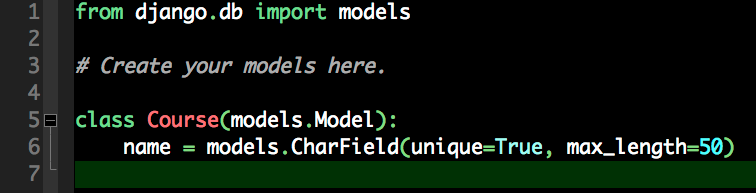 1 from django.db import models
2
3 # Create your models here.
4
5 class Course(models.Model):
6     name = models.CharField(unique=True, max_length=50)
7